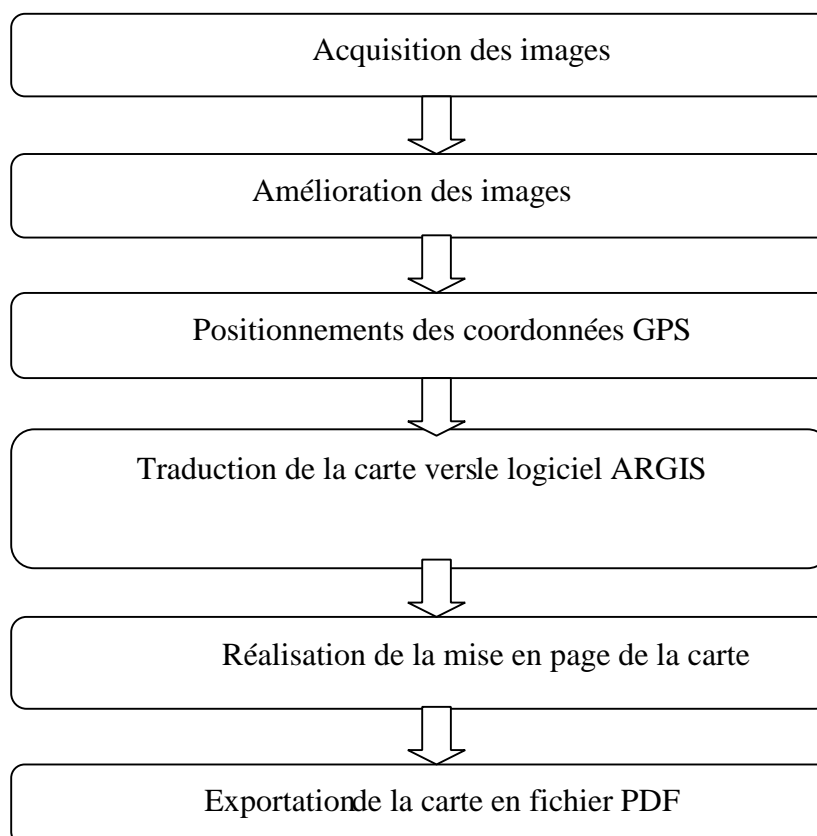 Acquisition des images
Amélioration des images
Positionnements des coordonnées GPS
Traduction de la carte versle logiciel ARGIS
Réalisation de la mise en page de la carte
Exportationde la carte en fichier PDF